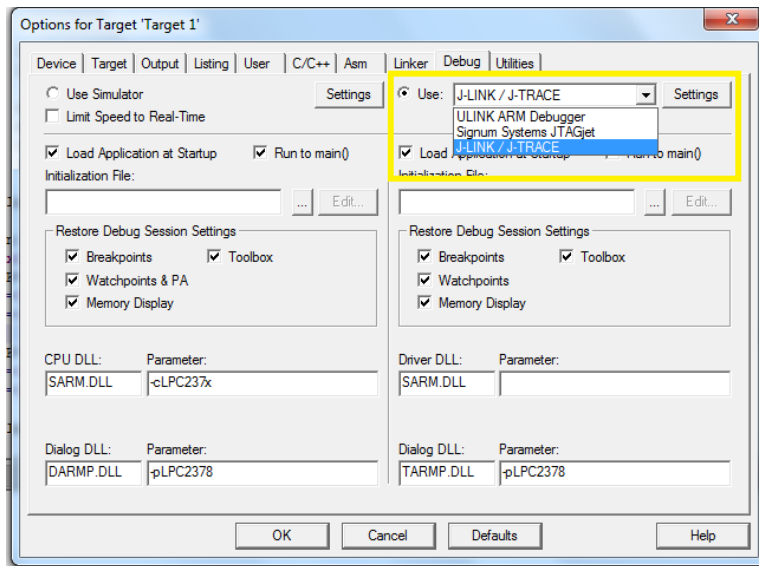 Options for Target 'Target 1'
Device Target Output Listing User C/C++ Asm Linker Debug Utilities
Use Simulator Settings
Limit Speed to Real-Time
Use: J-LINK / J-TRACE Settings
ULINK ARM Debugger
Signum Systems JTAGjet
J-LINK / J-TRACE
Load Application at Startup Run to main()
Initialization File:
... Edit...
Restore Debug Session Settings
Breakpoints Toolbox
Watchpoints & PA
Memory Display
CPU DLL: Parameter:
SARM.DLL -cLPC237x
Dialog DLL: Parameter:
DARMP.DLL -pLPC2378
Load Application at Startup Run to main()
Initialization File:
... Edit...
Restore Debug Session Settings
Breakpoints Toolbox
Watchpoints
Memory Display
Driver DLL: Parameter:
SARM.DLL
Dialog DLL: Parameter:
TARMP.DLL -pLPC2378
OK Cancel Defaults Help